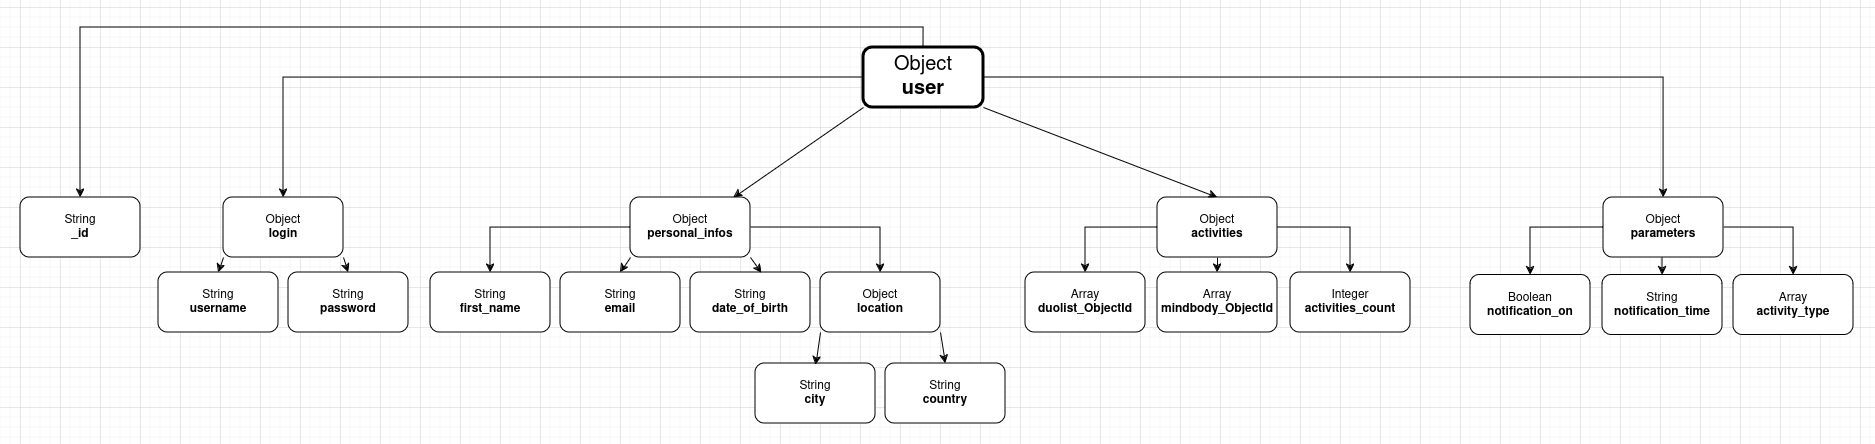 Object
user
String
_id
Object
login
Object
personal_infos
Object
activities
Object
parameters
String
username
String
password
String
first_name
String
email
String
date_of_birth
Object
location
Array
duolist_ObjectId
Array
mindbody_ObjectId
Integer
activities_count
Boolean
notification_on
String
notification_time
Array
activity_type
String
city
String
country